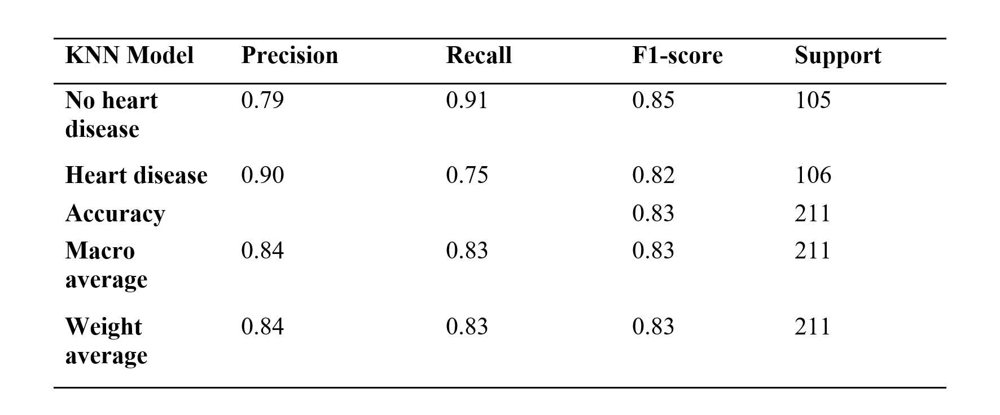 KNN Model Precision Recall F1-score Support
No heart 0.79 0.91 0.85 105
disease
Heart disease 0.90 0.75 0.82 106
Accuracy 0.83 211
Macro 0.84 0.83 0.83 211
average
Weight 0.84 0.83 0.83 211
average